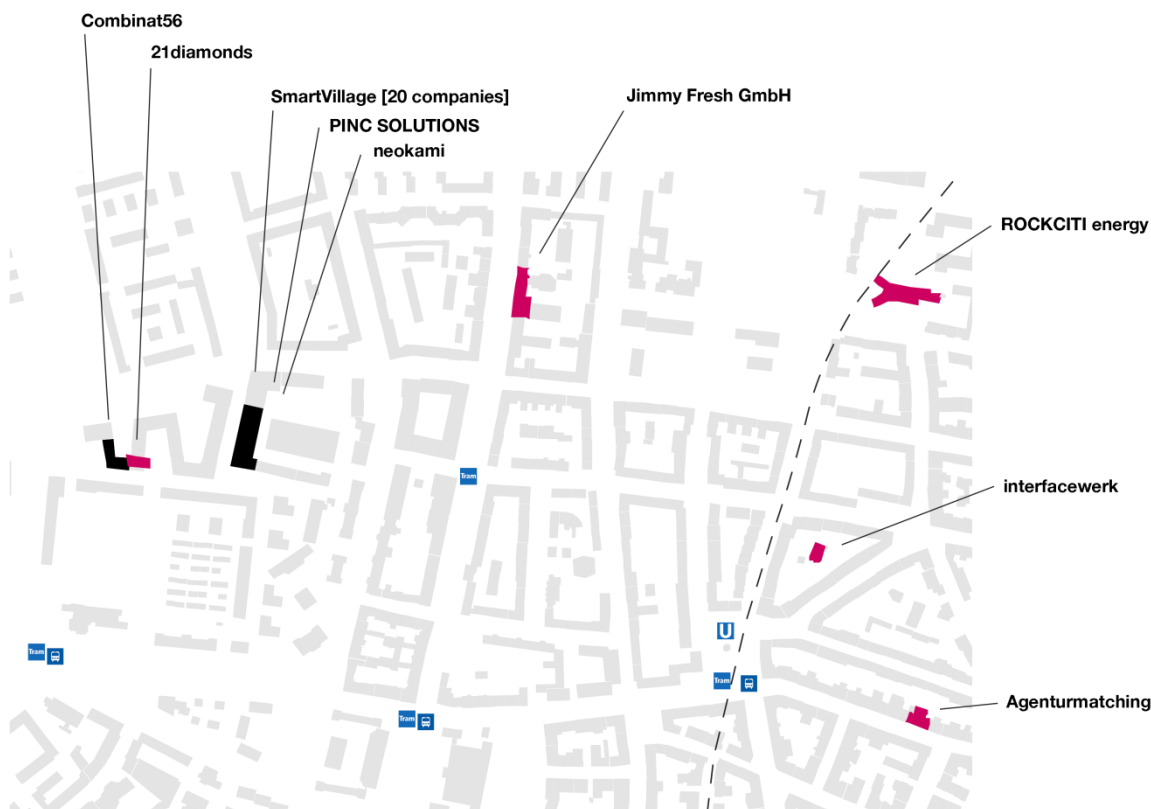 Combinat56
21diamonds
SmartVillage [20 companies]
PINC SOLUTIONS
neokami
Jimmy Fresh GmbH
ROCKCITI energy
Tram
interfacewerk
U
Tram
Tram
Agenturmatching
Tram